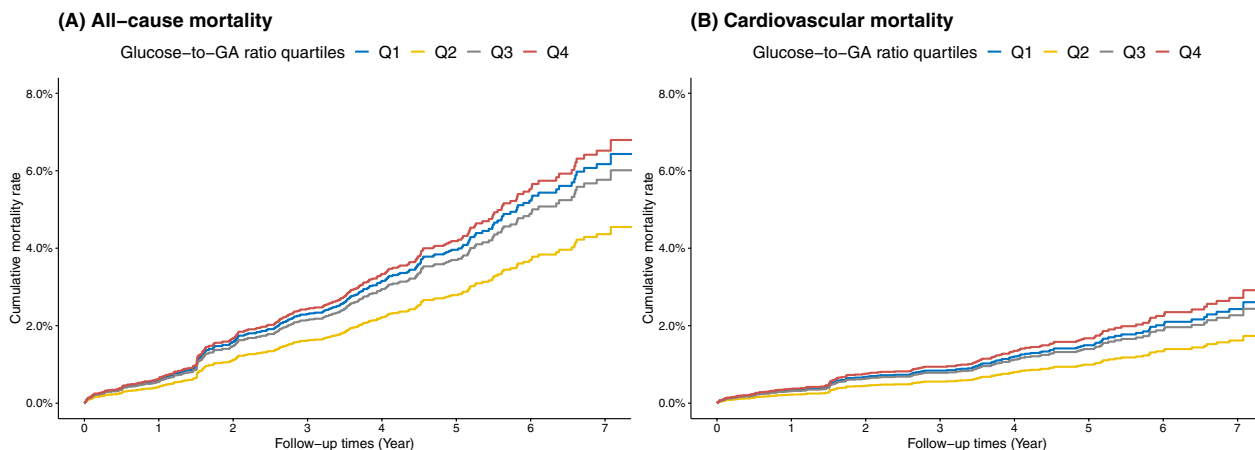 (A) All−cause mortality
Glucose−to−GA ratio quartiles Q1 Q2 Q3 Q4
Cumulative mortality rate
8.0%
6.0%
4.0%
2.0%
0.0%
0 1 2 3 4 5 6 7
Follow−up times (Year)
(B) Cardiovascular mortality
Glucose−to−GA ratio quartiles Q1 Q2 Q3 Q4
Cumulative mortality rate
8.0%
6.0%
4.0%
2.0%
0.0%
0 1 2 3 4 5 6 7
Follow−up times (Year)